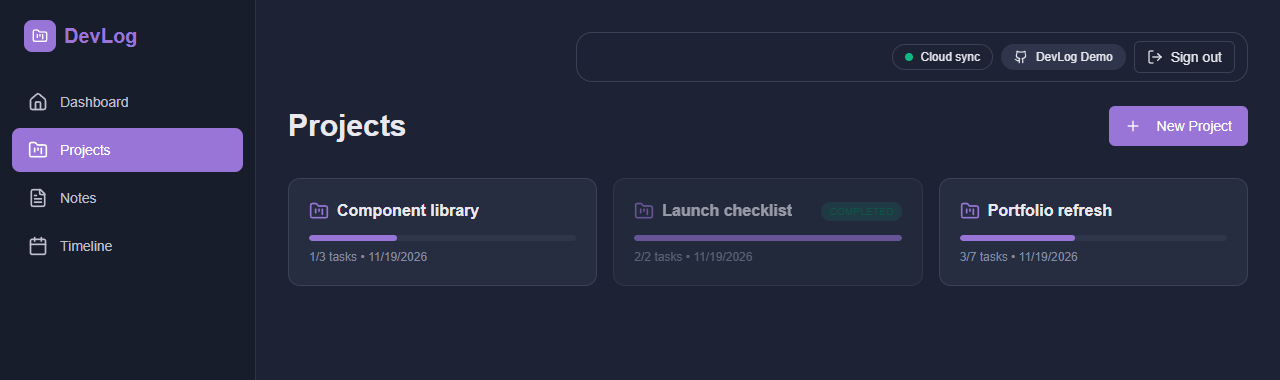 DevLog
Cloud sync
DevLog Demo
Sign out
Dashboard
Projects
Notes
Timeline
Projects
New Project
Component library
1/3 tasks • 11/19/2026
Launch checklist
COMPLETED
2/2 tasks • 11/19/2026
Portfolio refresh
3/7 tasks • 11/19/2026